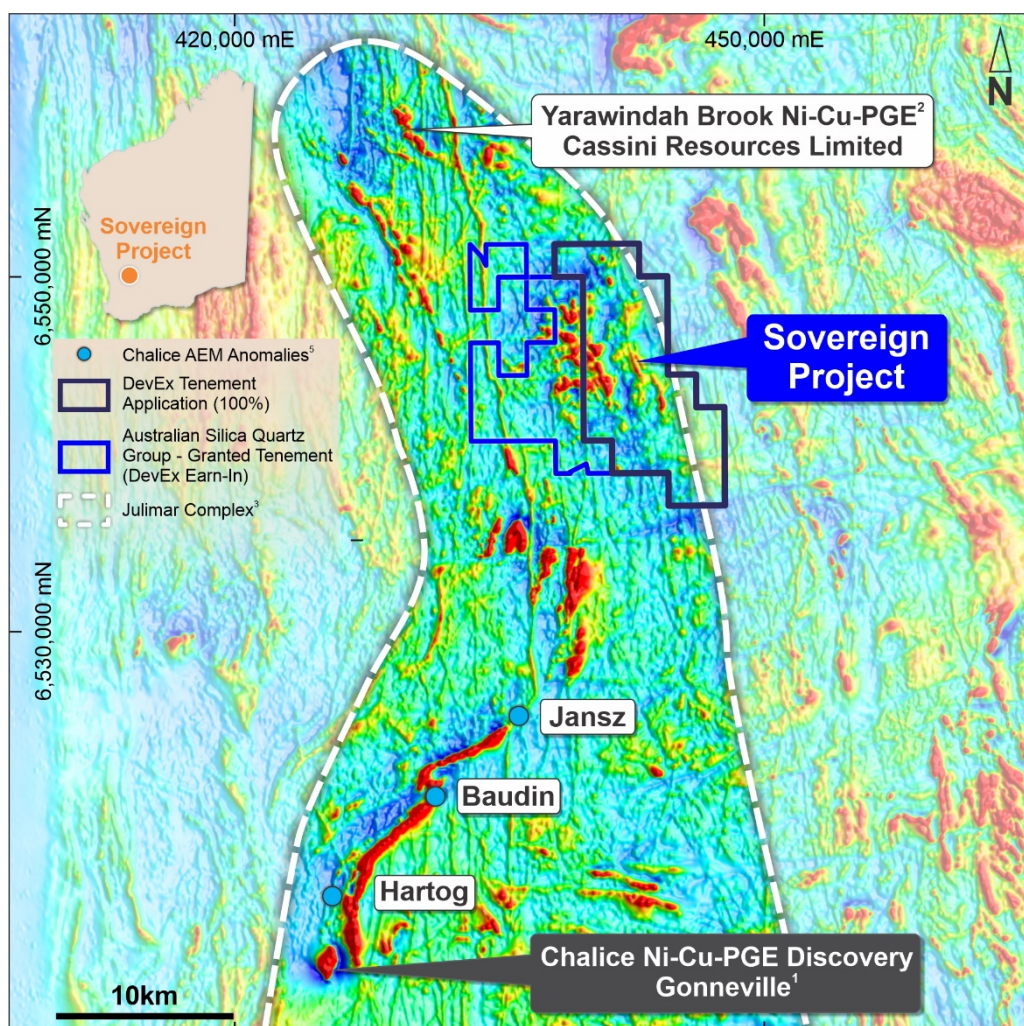 420,000 mE
450,000 mE
N
Yarawindah Brook Ni-Cu-PGE²
Cassini Resources Limited
Sovereign
Project
6,550,000 mN
Chalice AEM Anomalies⁵
DevEx Tenement
Application (100%)
Australian Silica Quartz
Group - Granted Tenement
(DevEx Earn-In)
Julimar Complex³
Sovereign
Project
6,530,000 mN
Jansz
Baudin
Hartog
Chalice Ni-Cu-PGE Discovery
Gonneville¹
10km